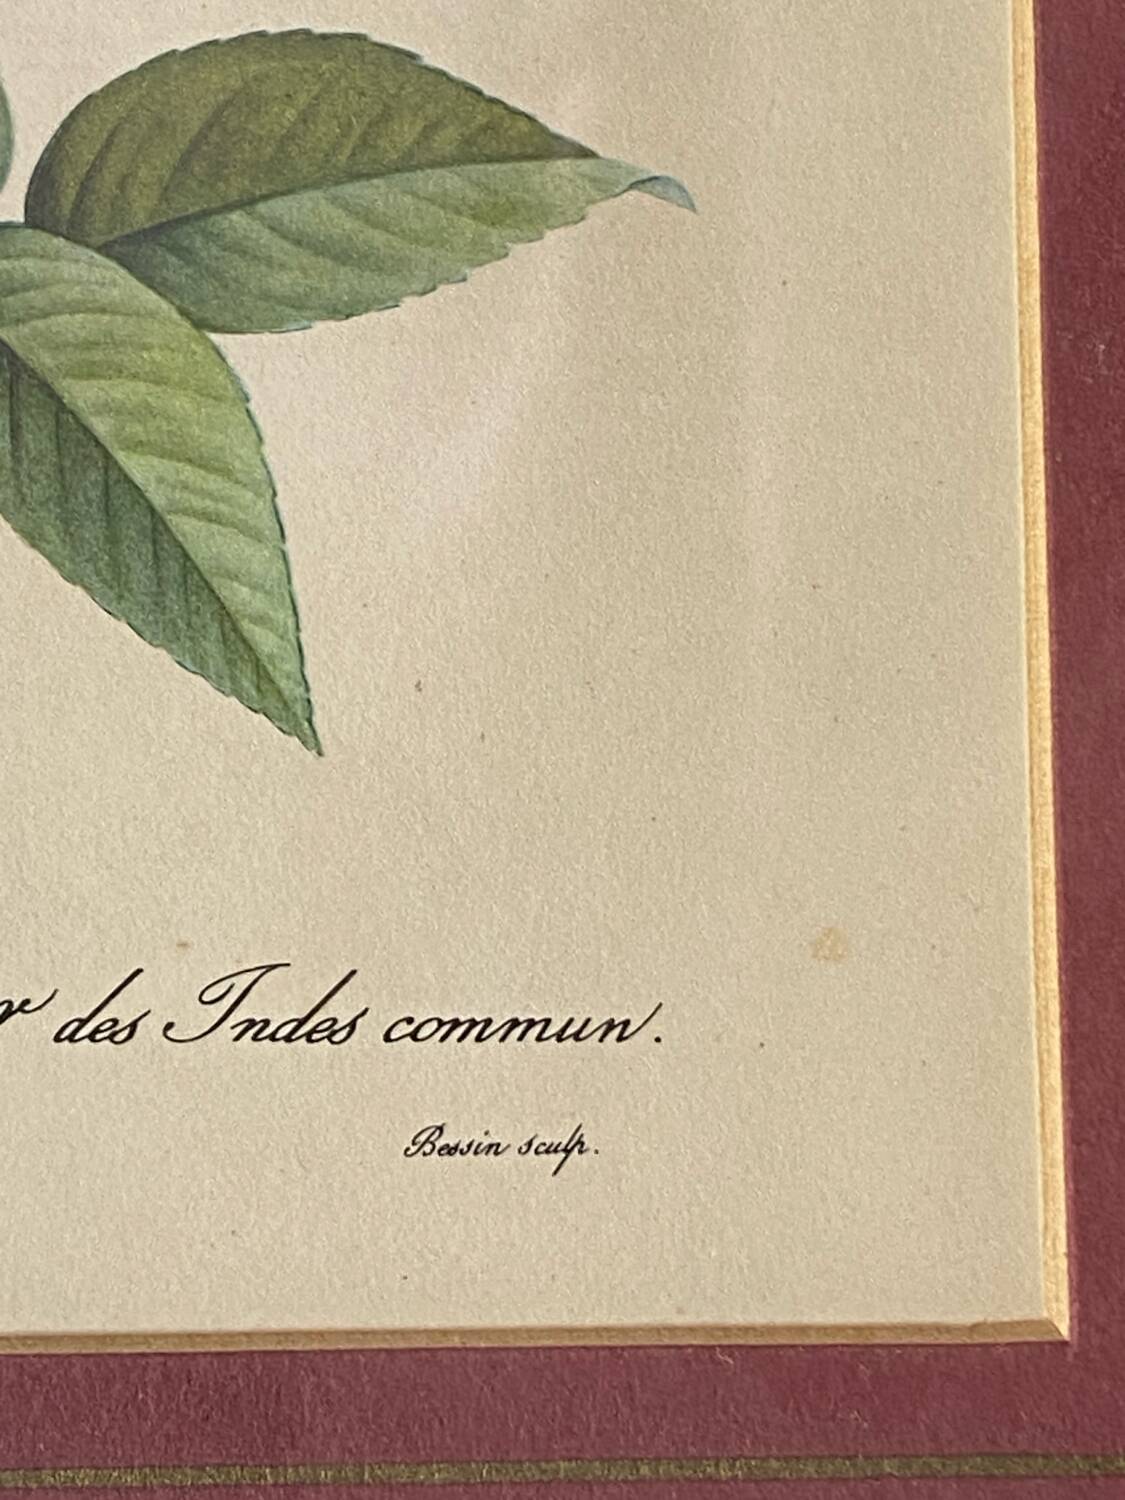 r des Indes commun.
Bessin sculp.